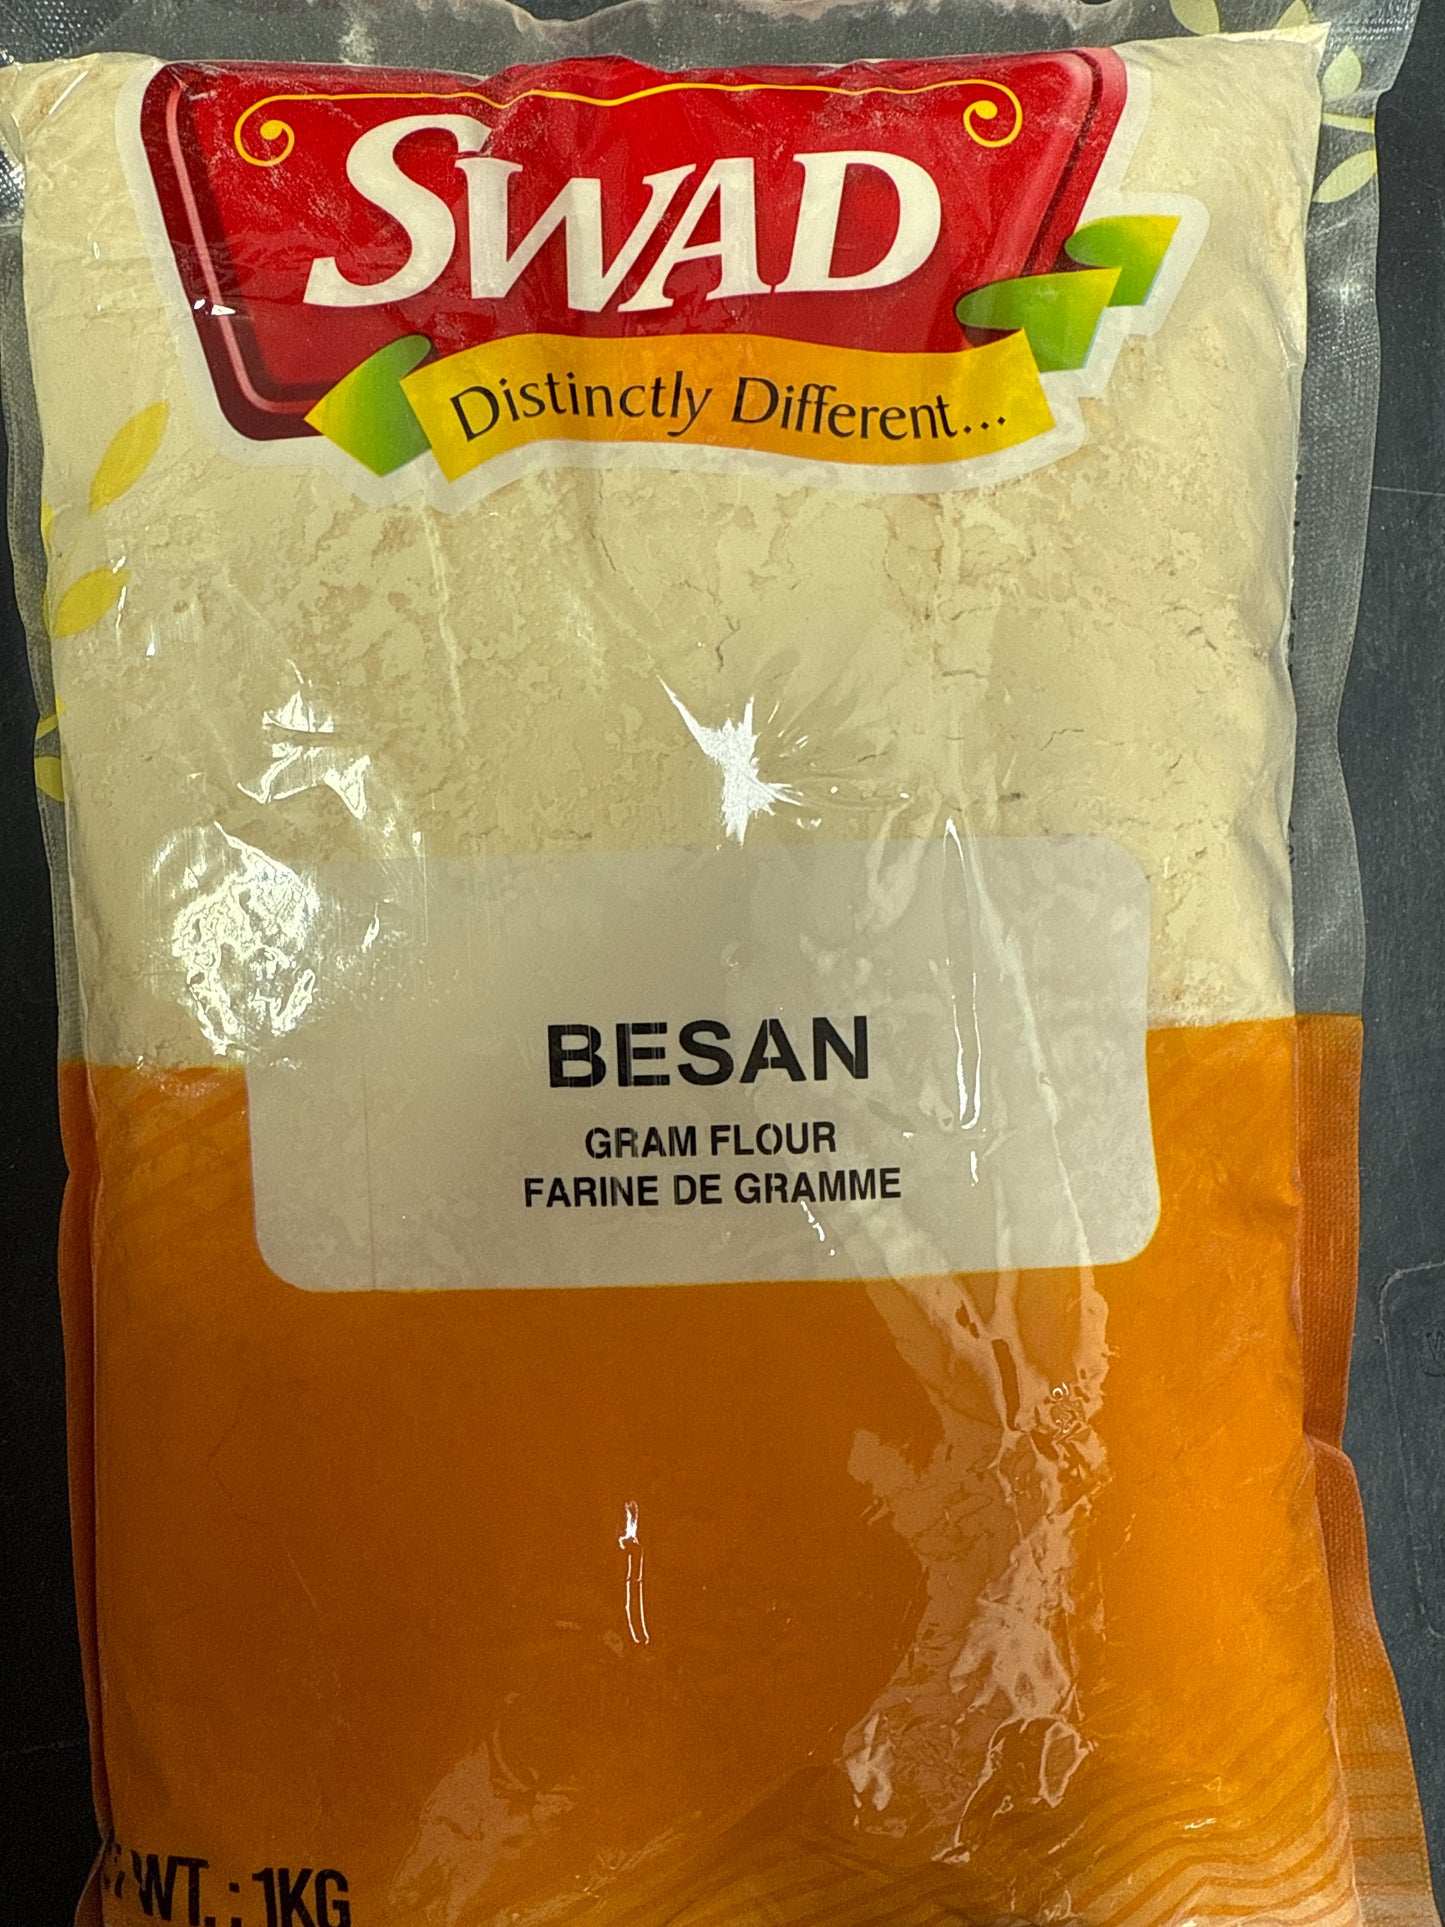 SWAD
Distinctly Different...
BESAN
GRAM FLOUR
FARINE DE GRAMME
WT. : 1KG